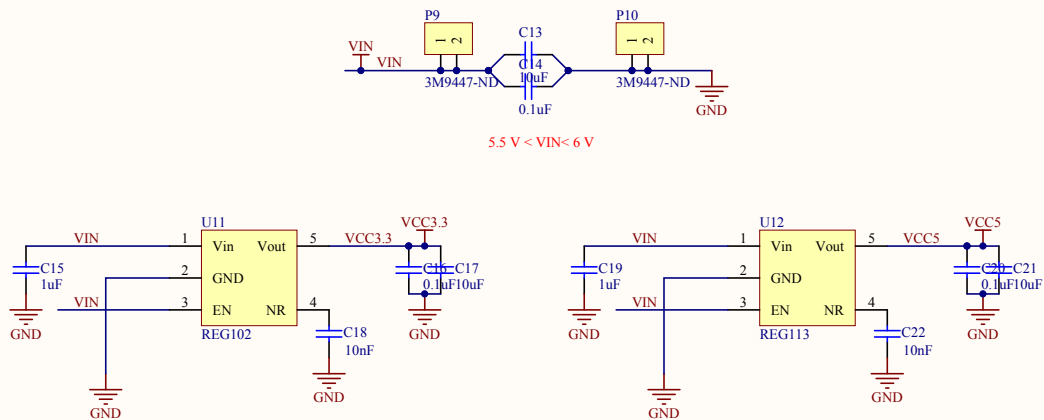 P9
P10
C13
VIN
VIN
1
2
1
2
C14
10uF
3M9447-ND
3M9447-ND
0.1uF
GND
5.5 V < VIN< 6 V
U11
VCC3.3
U12
VCC5
VIN
1
Vin
Vout
5
VCC3.3
VIN
1
Vin
Vout
5
VCC5
C15
1uF
2
GND
C16
C17
0.1uF
10uF
C19
1uF
2
GND
C20
C21
0.1uF
10uF
VIN
3
EN
NR
4
VIN
3
EN
NR
4
GND
REG102
C18
10nF
GND
GND
REG113
C22
10nF
GND
GND
GND
GND
GND